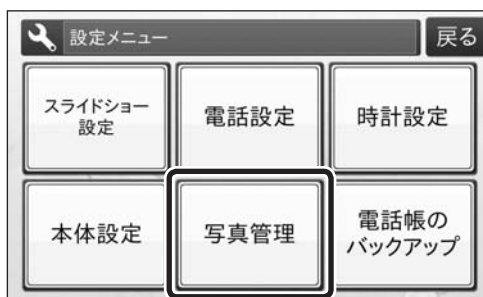 設定メニュー
戻る
スライドショー
設定
電話設定
時計設定
本体設定
写真管理
電話帳の
バックアップ